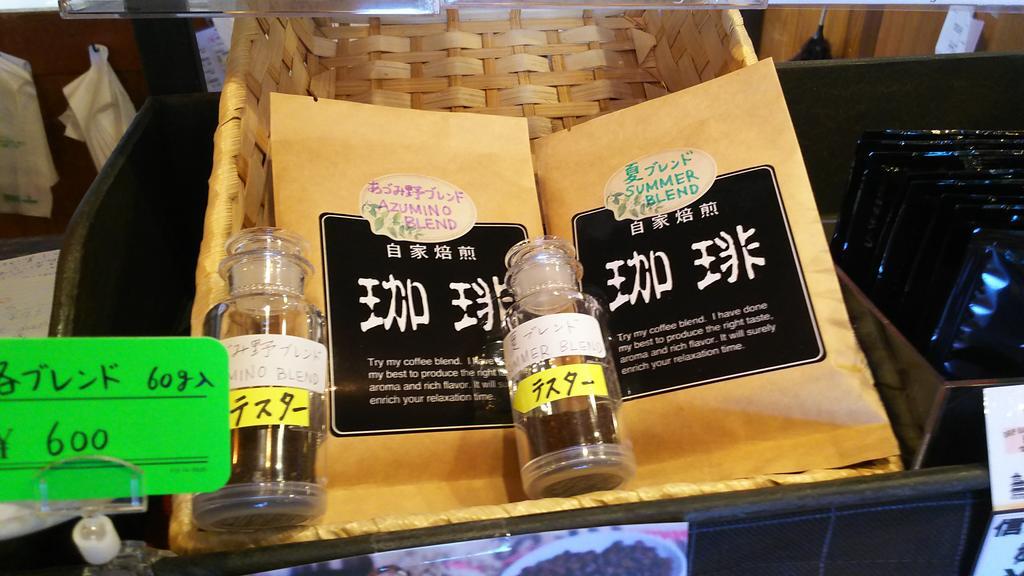 各ブレンド 60g入
¥ 600
あづみ野ブレンド
AZUMINO
BLEND
自家焙煎
珈琲
Try my coffee blend. I have
my best to produce the right
aroma and rich flavor. It will
enrich your relaxation time.
み野ブレンド
MINO BLEND
テスター
夏ブレンド
SUMMER
BLEND
自家焙煎
珈琲
Try my coffee blend. I have done
my best to produce the right taste,
aroma and rich flavor. It will surely
enrich your relaxation time.
夏ブレンド
MMER BLEND
テスター
信